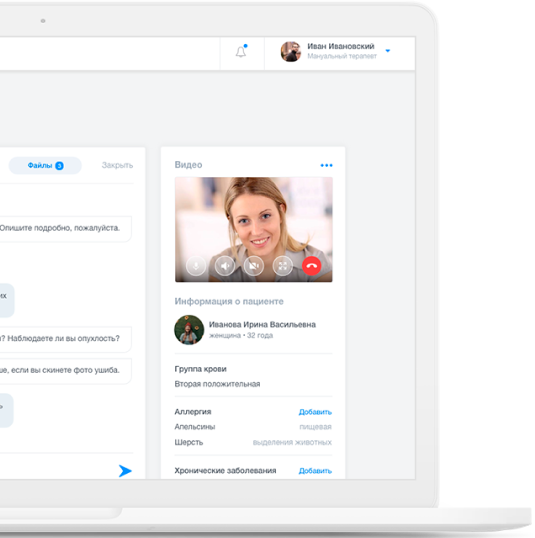 Иван Ивановский
Мануальный терапевт
Файлы 3
Закрыть
Опишите подробно, пожалуйста.
их
? Наблюдаете ли вы опухлость?
если вы скинете фото ушиба.
Видео
Информация о пациенте
Иванова Ирина Васильевна
женщина • 32 года
Группа крови
Вторая положительная
Аллергия
Добавить
Апельсины
пищевая
Шерсть
выделения животных
Хронические заболевания
Добавить